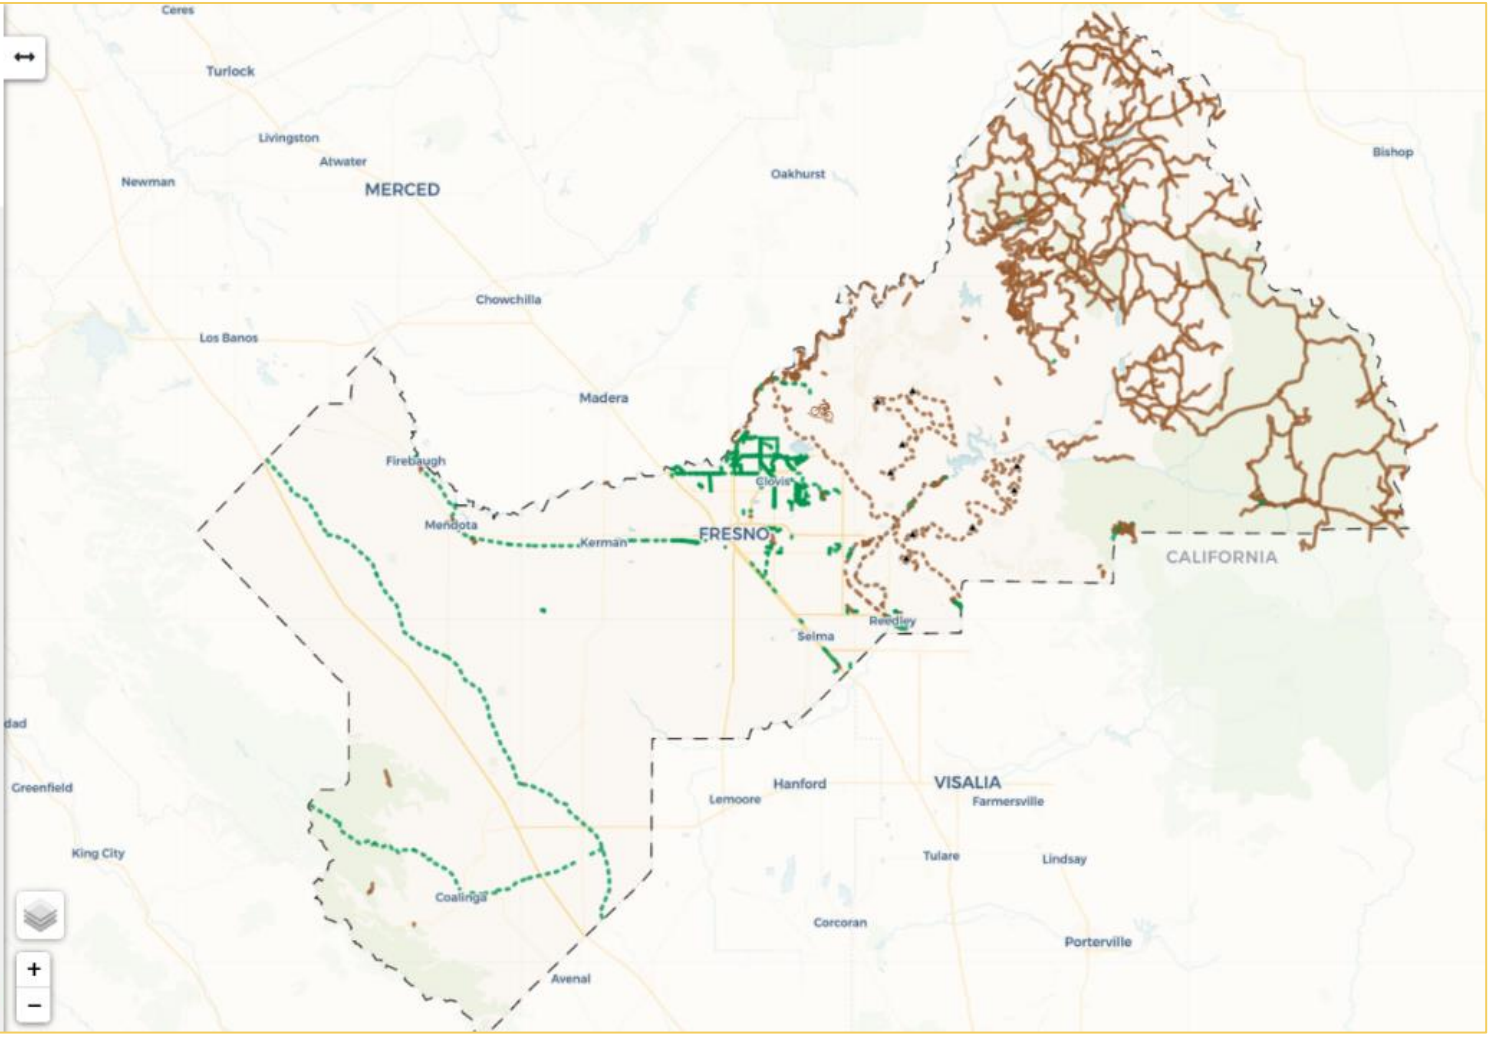 Ceres
Turlock
Livingston
Atwater
Bishop
Oakhurst
Newman
MERCED
Chowchilla
Los Banos
Madera
Firebaugh
Clovis
Mendota
FRESNO
Kerman
CALIFORNIA
Reedley
Selma
dad
Greenfield
Hanford
VISALIA
Lemoore
Farmersville
King City
Tulare
Lindsay
Coalinga
Corcoran
Porterville
Avenal
+
−